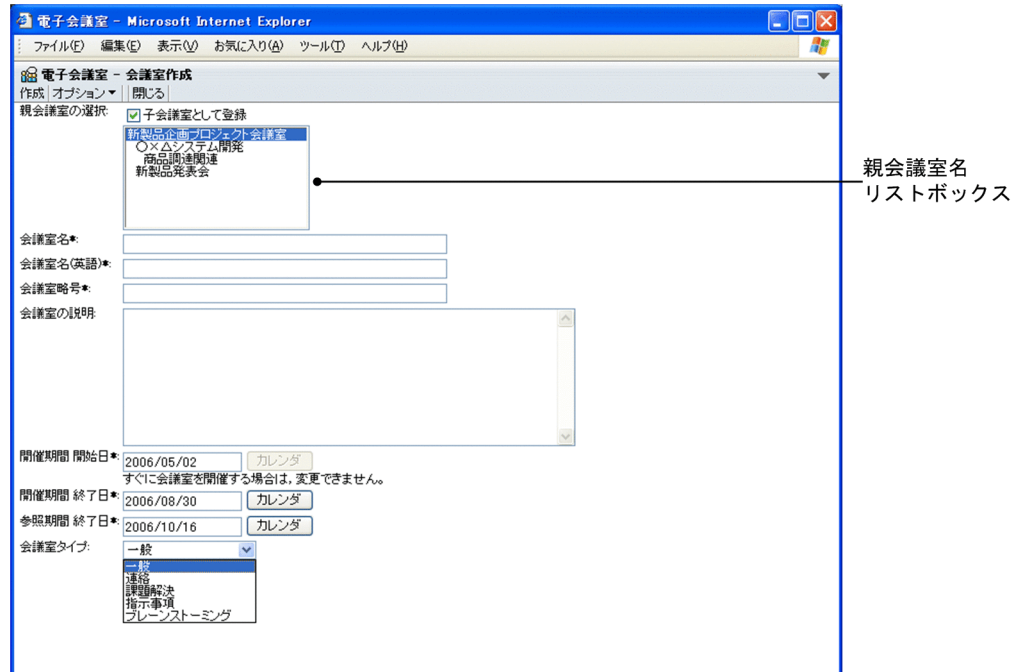 電子会議室 - Microsoft Internet Explorer
ファイル(F) 編集(E) 表示(V) お気に入り(A) ツール(T) ヘルプ(H)
電子会議室 - 会議室作成
作成 オプション▼ 閉じる
親会議室の選択: 子会議室として登録
新製品企画プロジェクト会議室
○×△システム開発
商品調達関連
新製品発表会
親会議室名
リストボックス
会議室名*:
会議室名(英語)*:
会議室略号*:
会議室の説明:
開催期間 開始日*: 2006/05/02 カレンダ
すぐに会議室を開催する場合は,変更できません。
開催期間 終了日*: 2006/08/30 カレンダ
参照期間 終了日*: 2006/10/16 カレンダ
会議室タイプ: 一般
一般
連絡
課題解決
指示事項
ブレーンストーミング